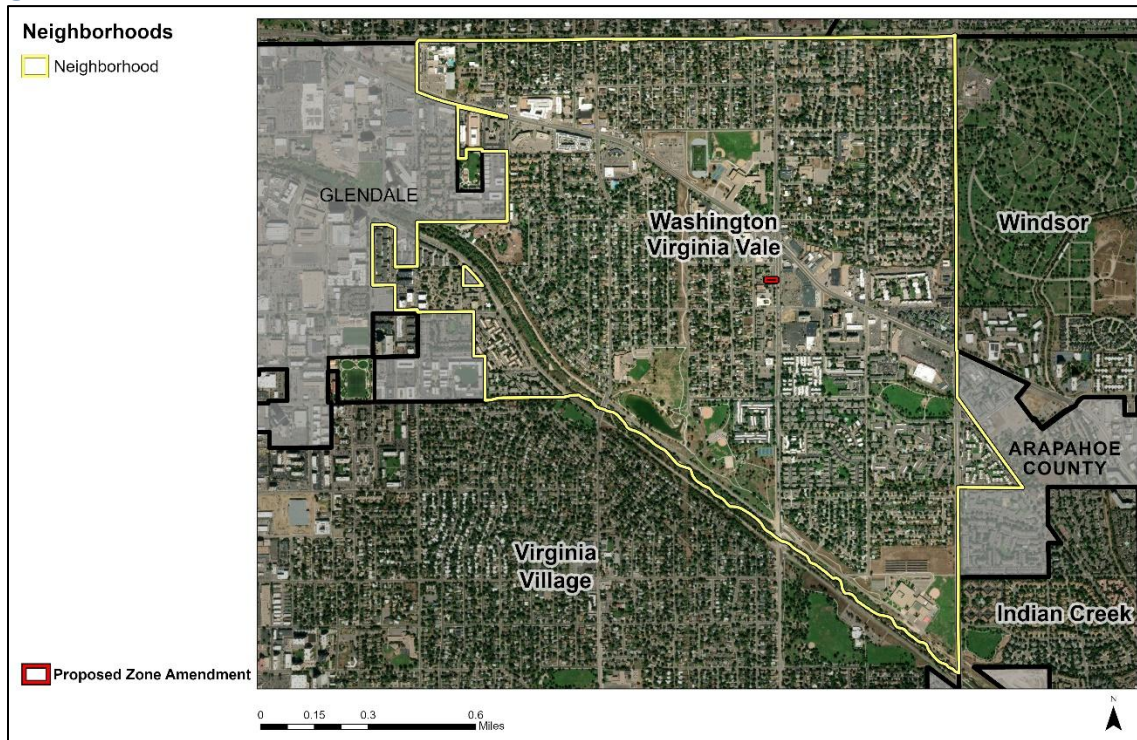 Neighborhoods
Neighborhood
GLENDALE
Washington
Virginia Vale
Windsor
ARAPAHOE
COUNTY
Virginia
Village
Indian Creek
Proposed Zone Amendment
0 0.15 0.3 0.6
Miles
N